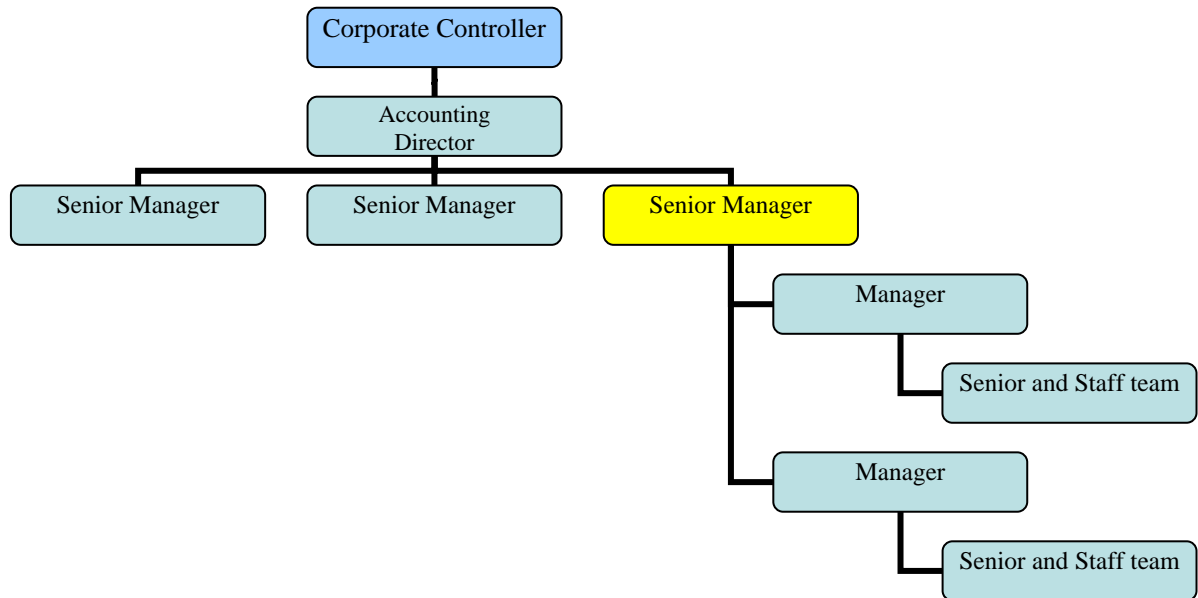 Corporate Controller
Accounting
Director
Senior Manager
Senior Manager
Senior Manager
Manager
Senior and Staff team
Manager
Senior and Staff team